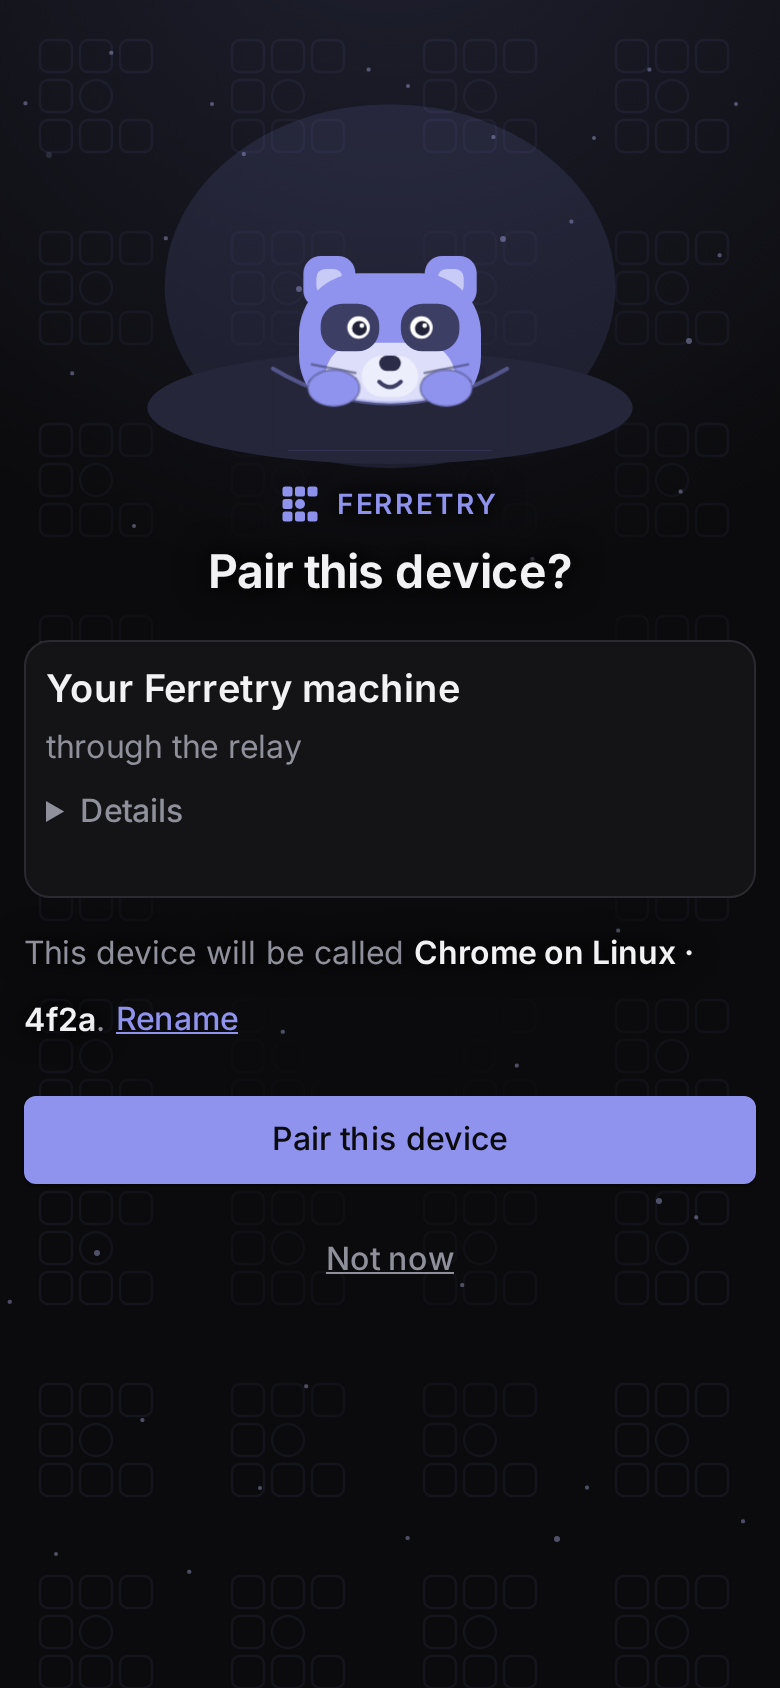 FERRETRY
Pair this device?
Your Ferretry machine
through the relay
▶ Details
This device will be called Chrome on Linux ·
4f2a. Rename
Pair this device
Not now